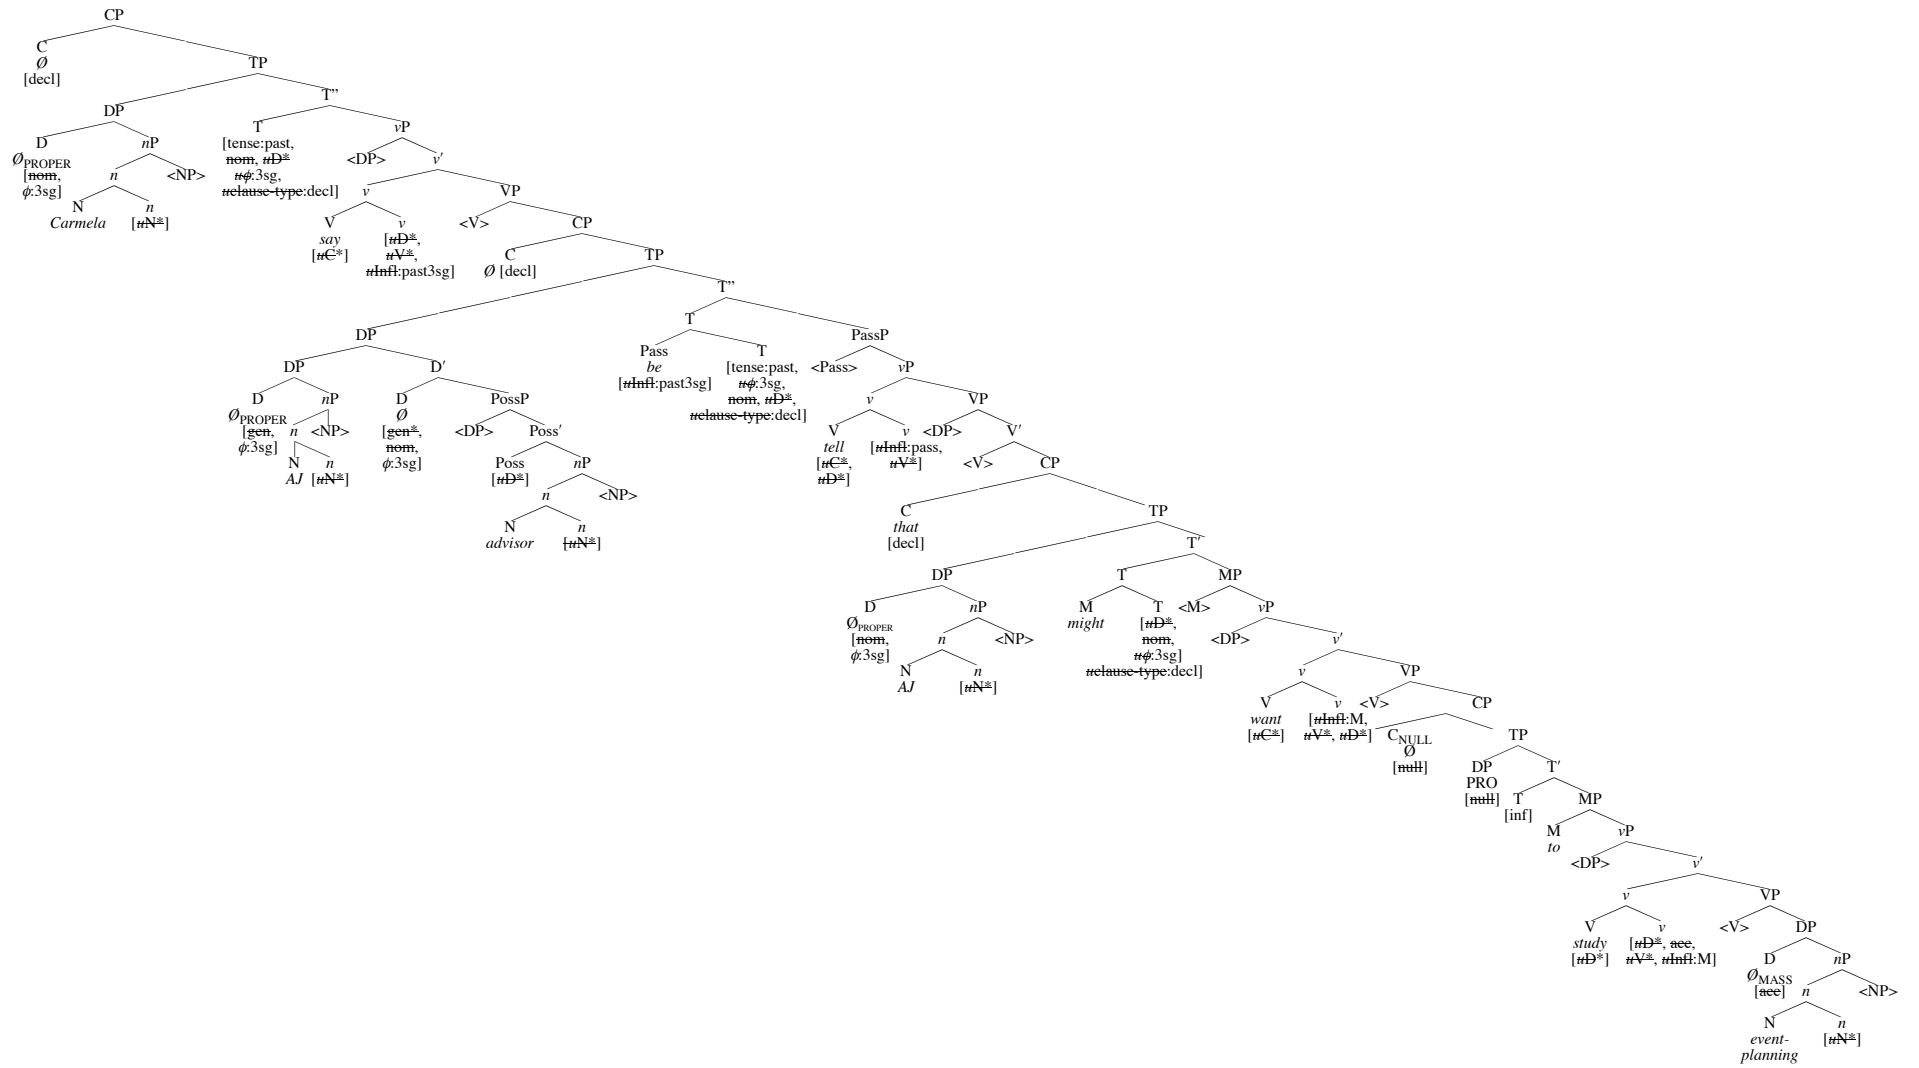 CP
C
Ø
[decl]
TP
DP
T”
D
nP
T
vP
Ø PROPER
[nom,
ϕ:3sg]
n
<NP>
[tense:past,
nom, uD*
uϕ:3sg,
uclause-type:decl]
<DP>
v′
N
n
Carmela
[uN*]
v
VP
V
v
<V>
CP
say
[uC*]
[uD*,
uV*,
uInfl:past3sg]
C
TP
Ø [decl]
T”
DP
T
PassP
DP
D′
Pass
T
<Pass>
vP
be
[uInfl:past3sg]
[tense:past,
uϕ:3sg,
nom, uD*,
uclause-type:decl]
D
nP
D
PossP
v
VP
Ø PROPER
[gen,
ϕ:3sg]
n
<NP>
Ø
[gen*,
nom,
ϕ:3sg]
<DP>
Poss′
V
v
<DP>
V′
tell
[uC*,
uD*]
[uInfl:pass,
uV*]
N
n
AJ
[uN*]
Poss
nP
[uD*]
<V>
CP
n
<NP>
C
TP
that
[decl]
N
n
advisor
[uN*]
T′
DP
T
MP
D
nP
M
T
<M>
vP
Ø PROPER
[nom,
ϕ:3sg]
might
[uD*,
nom,
uϕ:3sg]
uclause-type:decl]
n
<NP>
<DP>
v′
N
n
AJ
[uN*]
v
VP
V
v
<V>
CP
want
[uC*]
[uInfl:M,
uV*, uD*]
C NULL
Ø
[null]
TP
DP
T′
PRO
[null]
T
MP
[inf]
M
vP
to
<DP>
v′
v
VP
V
v
<V>
DP
study
[uD*]
[uD*, acc,
uV*, uInfl:M]
D
nP
Ø MASS
[acc]
n
<NP>
N
n
event-
planning
[uN*]